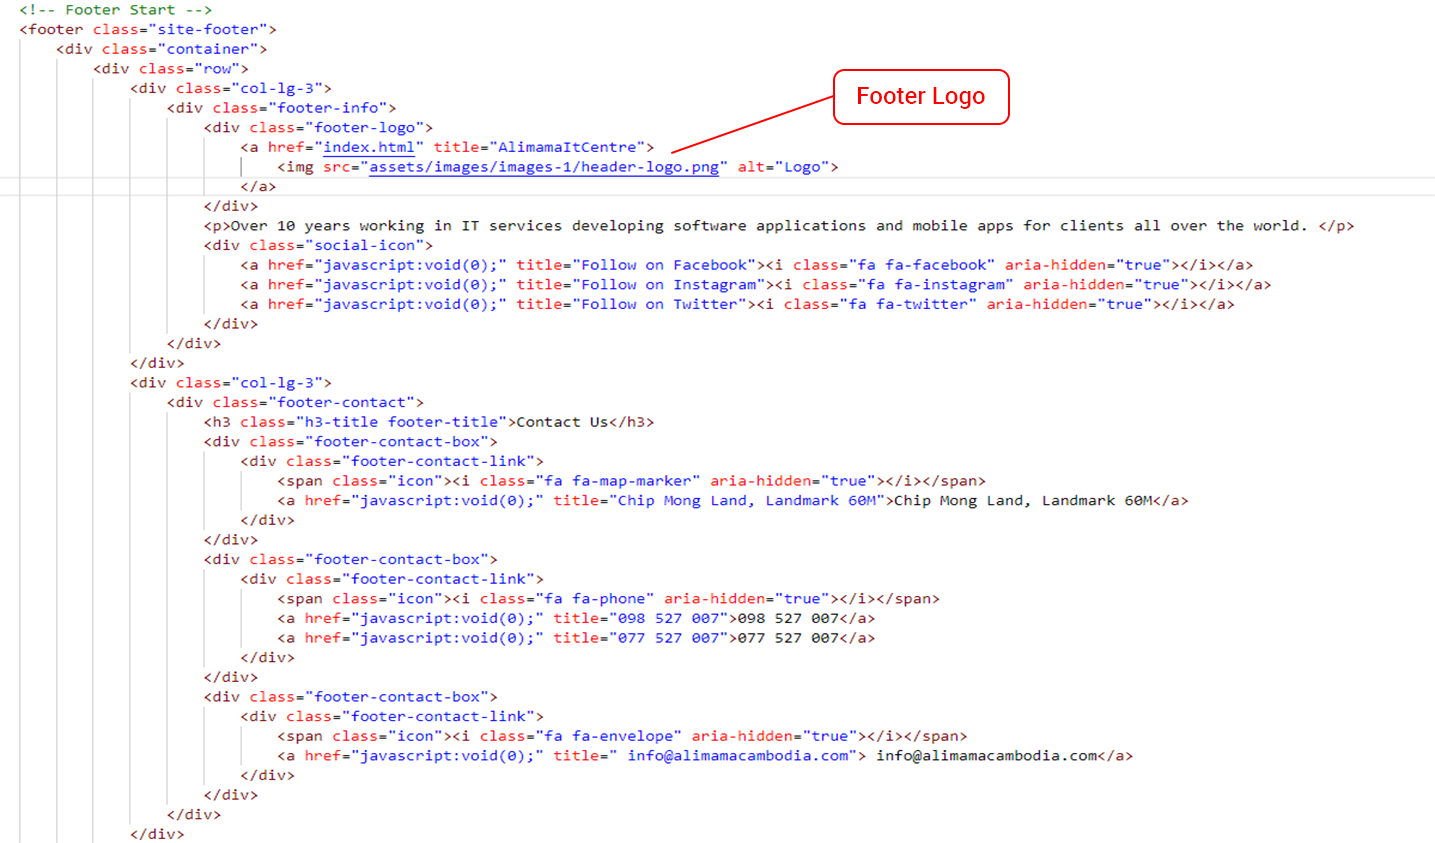 <!-- Footer Start -->
<footer class="site-footer">
<div class="container">
<div class="row">
<div class="col-lg-3">
<div class="footer-info">
<div class="footer-logo">
<a href="index.html" title="AlimamaItCentre">
<img src="assets/images/images-1/header-logo.png" alt="Logo">
</a>
</div>
<p>Over 10 years working in IT services developing software applications and mobile apps for clients all over the world. </p>
<div class="social-icon">
<a href="javascript:void(0);" title="Follow on Facebook"><i class="fa fa-facebook" aria-hidden="true"></i></a>
<a href="javascript:void(0);" title="Follow on Instagram"><i class="fa fa-instagram" aria-hidden="true"></i></a>
<a href="javascript:void(0);" title="Follow on Twitter"><i class="fa fa-twitter" aria-hidden="true"></i></a>
</div>
</div>
</div>
<div class="col-lg-3">
<div class="footer-contact">
<h3 class="h3-title footer-title">Contact Us</h3>
<div class="footer-contact-box">
<div class="footer-contact-link">
<span class="icon"><i class="fa fa-map-marker" aria-hidden="true"></i></span>
<a href="javascript:void(0);" title="Chip Mong Land, Landmark 60M">Chip Mong Land, Landmark 60M</a>
</div>
</div>
<div class="footer-contact-box">
<div class="footer-contact-link">
<span class="icon"><i class="fa fa-phone" aria-hidden="true"></i></span>
<a href="javascript:void(0);" title="098 527 007">098 527 007</a>
<a href="javascript:void(0);" title="077 527 007">077 527 007</a>
</div>
</div>
<div class="footer-contact-box">
<div class="footer-contact-link">
<span class="icon"><i class="fa fa-envelope" aria-hidden="true"></i></span>
<a href="javascript:void(0);" title=" info@alimamacambodia.com"> info@alimamacambodia.com</a>
</div>
</div>
</div>
</div>
Footer Logo